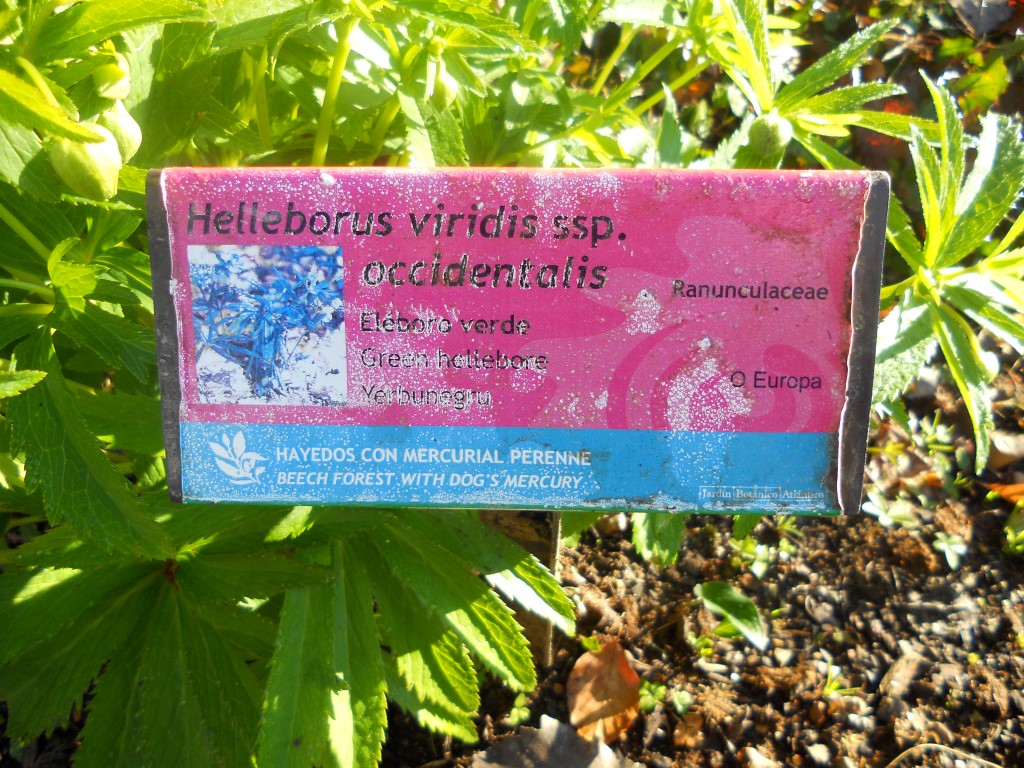 Helleborus viridis ssp.
occidentalis
Eléboro verde
Green hellebore
Yerbunegru
Ranunculaceae
O Europa
HAYEDOS CON MERCURIAL PERENNE
BEECH FOREST WITH DOG'S MERCURY
Jardín Botánico Atlántico